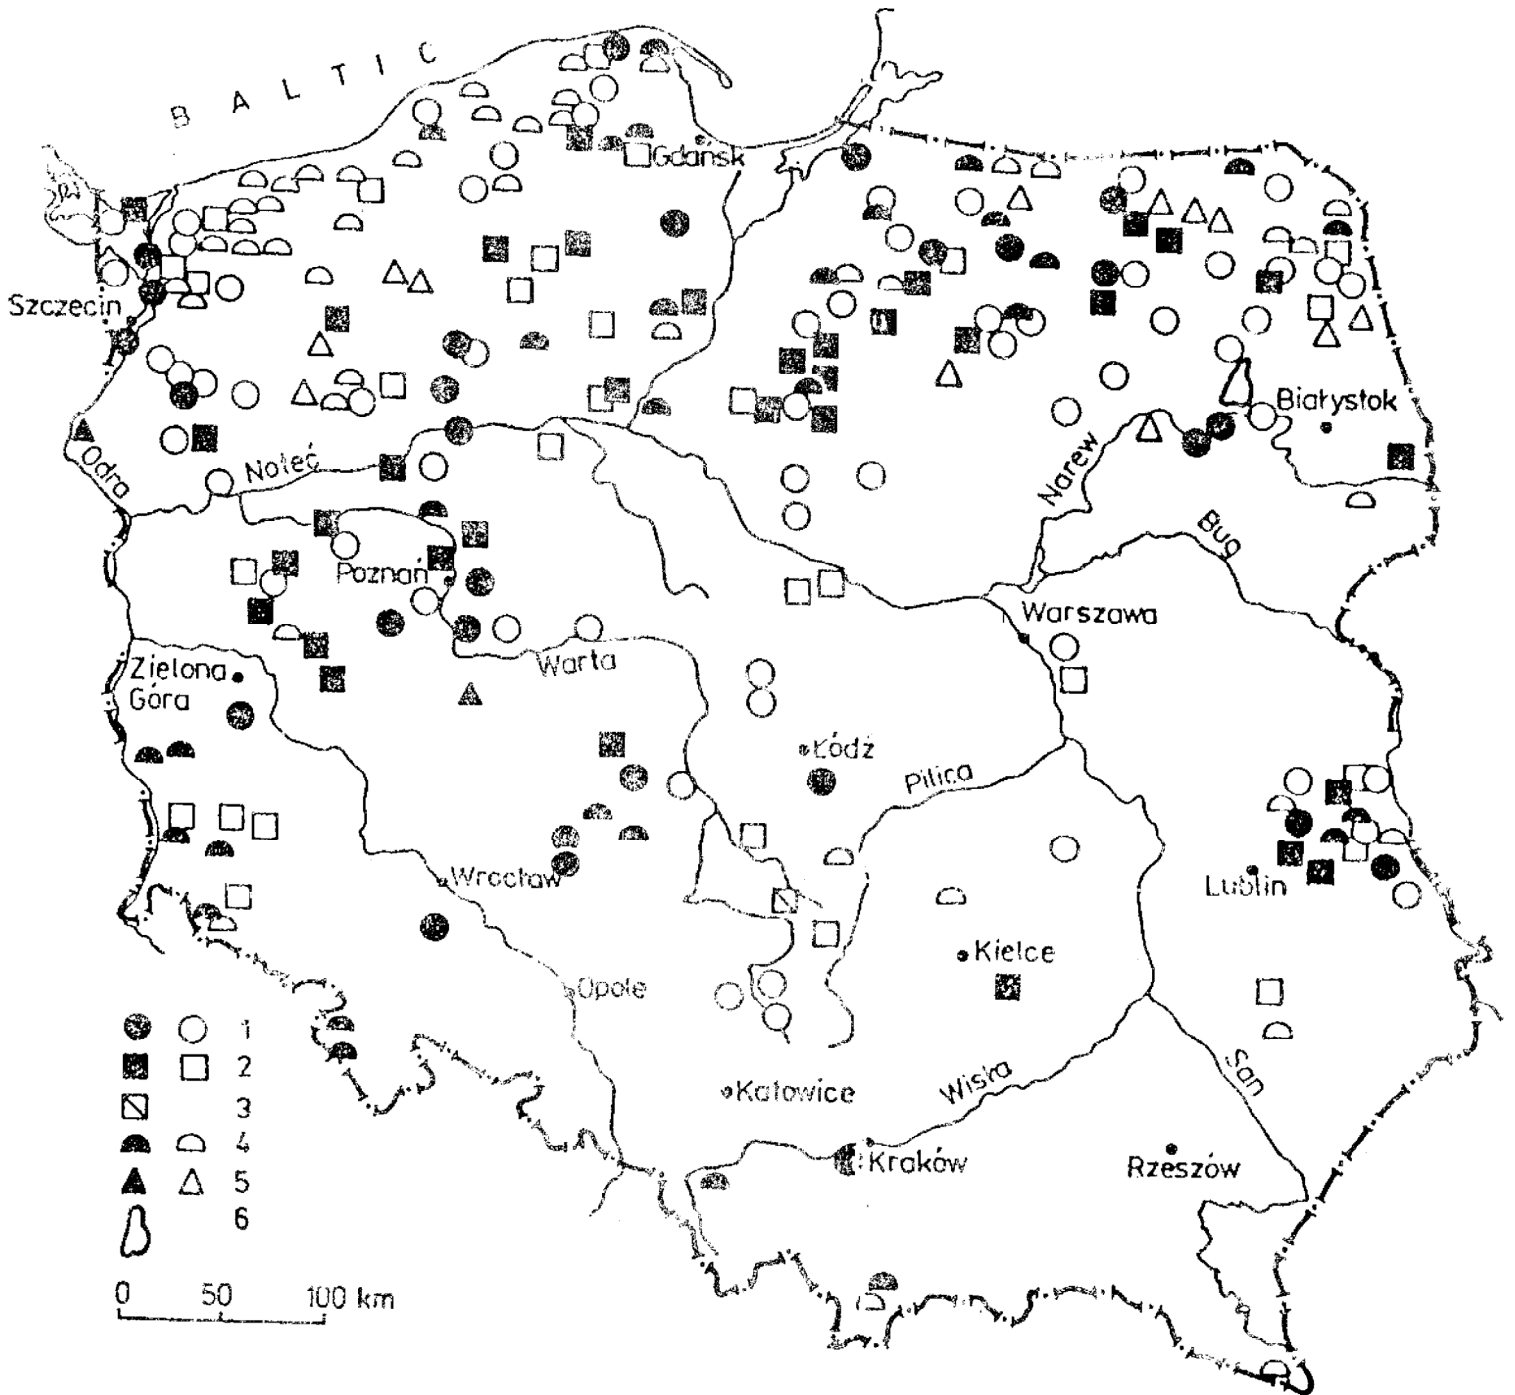 BALTIC
Gdańsk
Szczecin
Białystok
Odra
Noteć
Narew
Bug
Poznań
Warszawa
Zielona
Góra
Warta
Łódź
Pilica
Wrocław
Lublin
Kielce
Opole
1
2
3
4
5
6
Katowice
Wisła
San
Kraków
Rzeszów
0 50 100 km